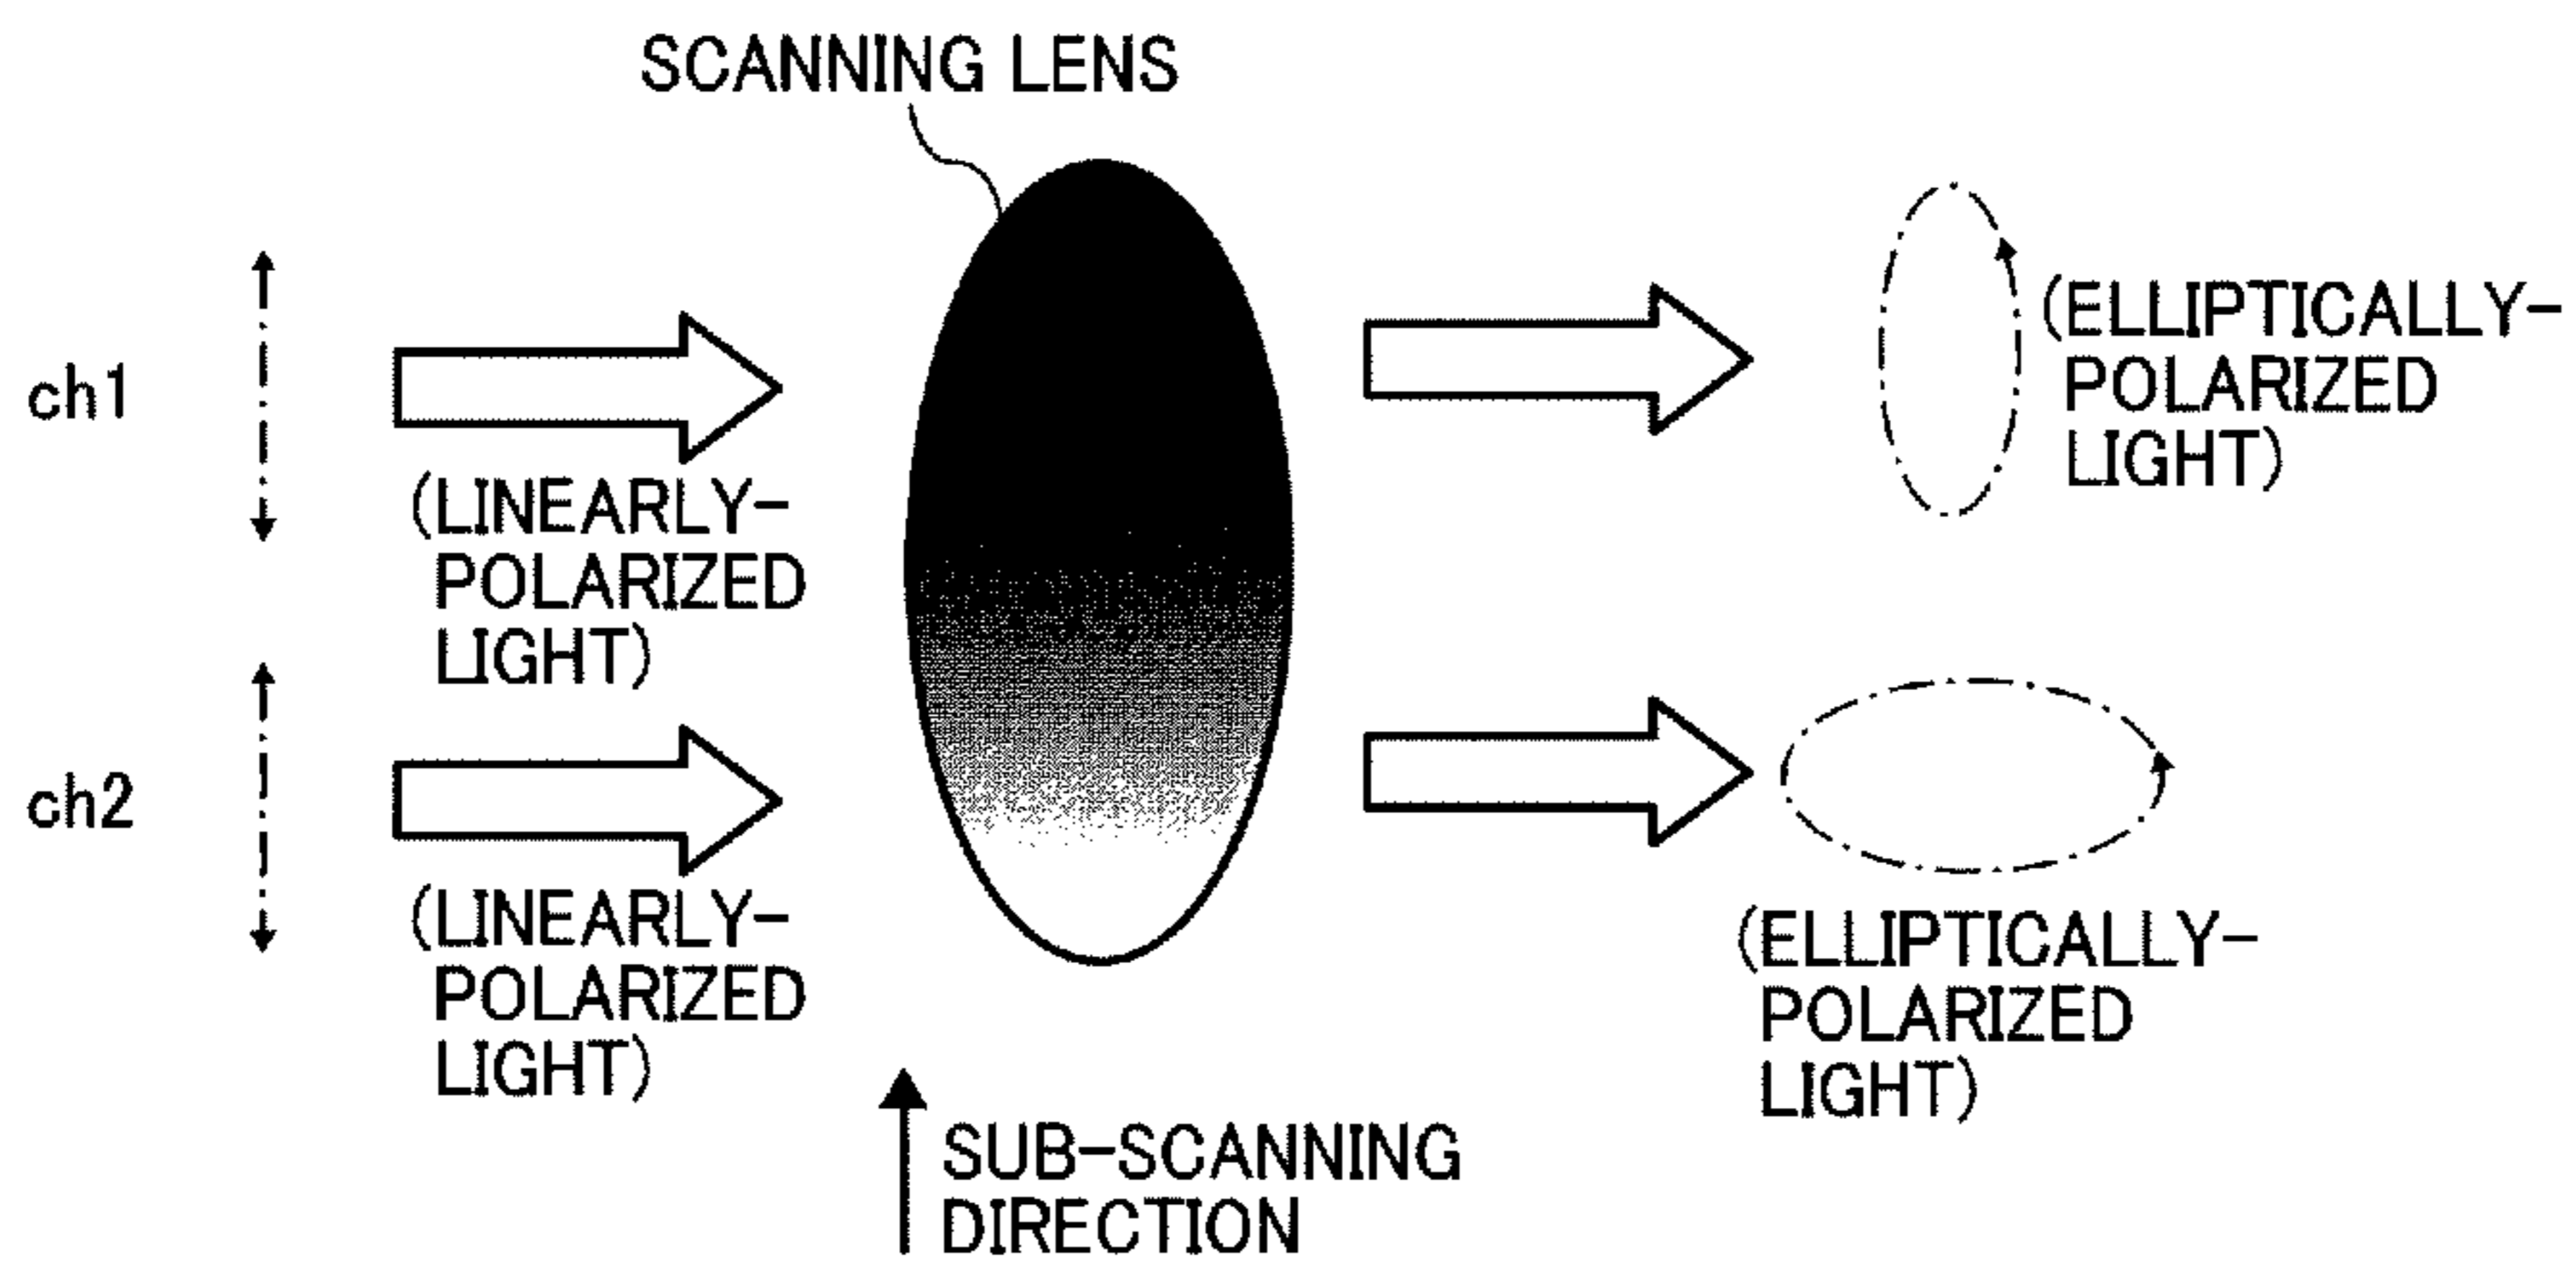 SCANNING LENS
ch1
(LINEARLY-
POLARIZED
LIGHT)
(ELLIPTICALLY-
POLARIZED
LIGHT)
ch2
(LINEARLY-
POLARIZED
LIGHT)
(ELLIPTICALLY-
POLARIZED
LIGHT)
SUB-SCANNING
DIRECTION